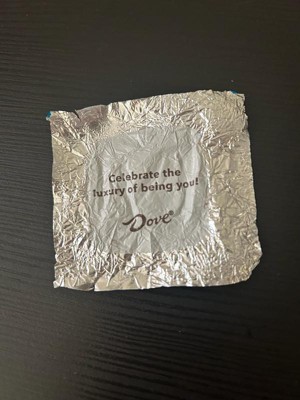 Celebrate the
luxury of being you!
Dove®